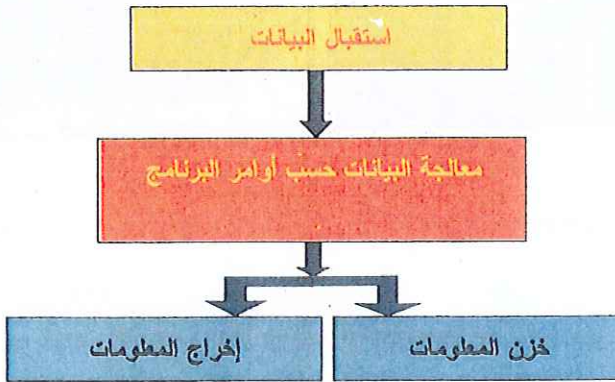 استقبال البيانات
معالجة البيانات حسب أوامر البرنامج
خزن المعلومات
إخراج المعلومات